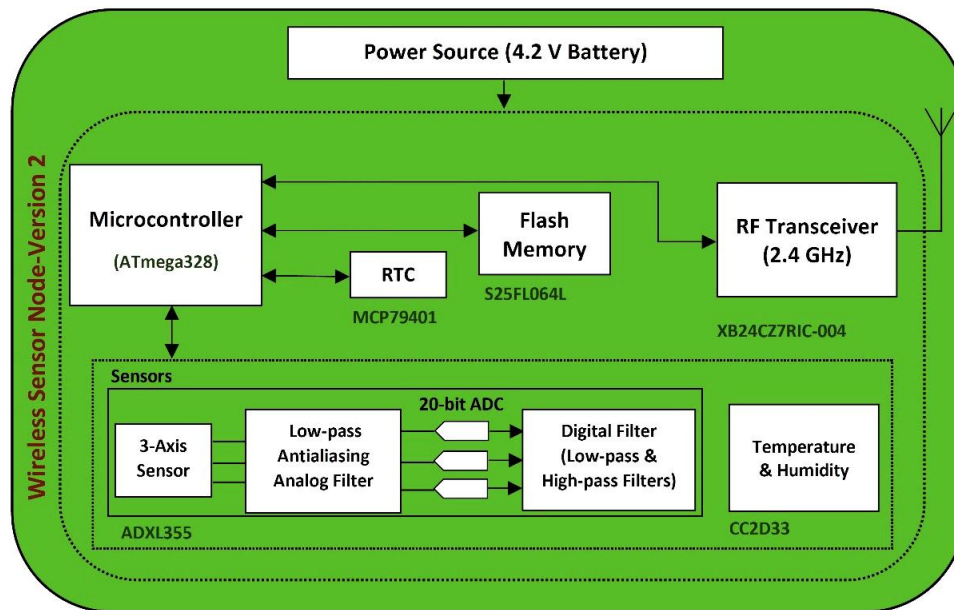 Wireless Sensor Node-Version 2
Power Source (4.2 V Battery)
Microcontroller
(ATmega328)
Flash
Memory
S25FL064L
RTC
MCP79401
RF Transceiver
(2.4 GHz)
XB24CZ7RIC-004
Sensors
20-bit ADC
3-Axis
Sensor
Low-pass
Antialiasing
Analog Filter
Digital Filter
(Low-pass &
High-pass Filters)
ADXL355
Temperature
& Humidity
CC2D33